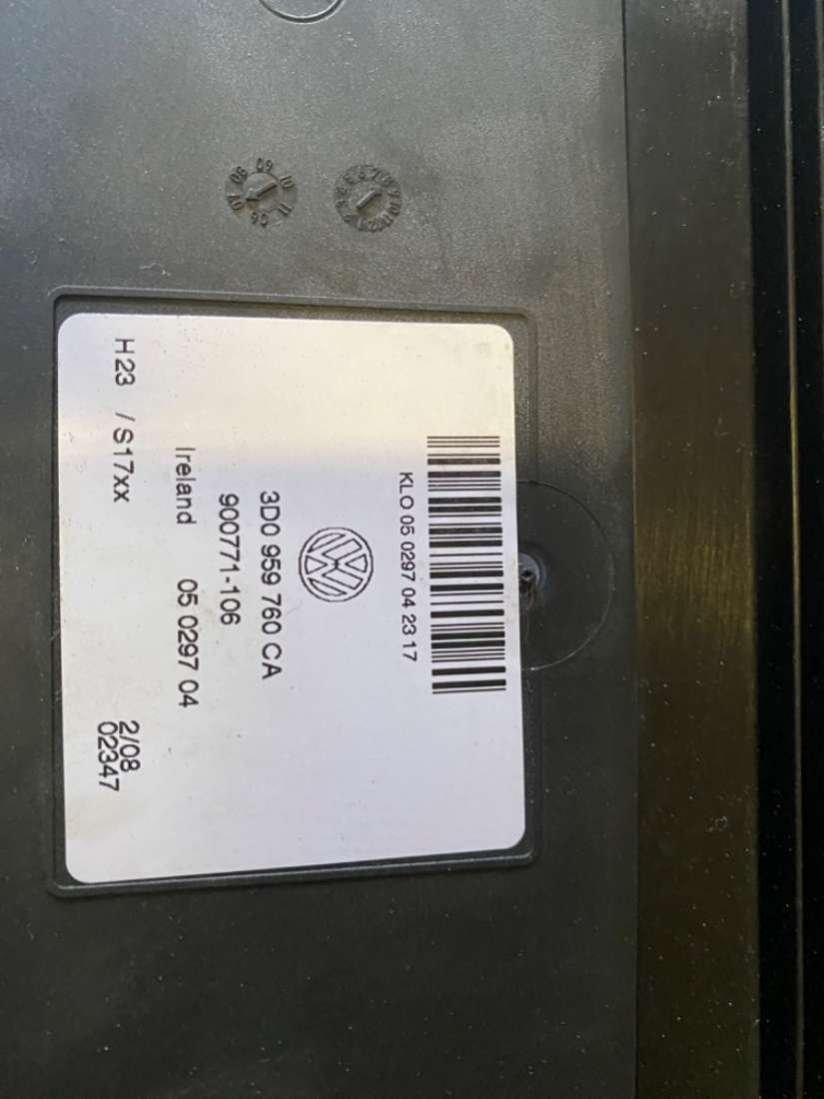 KLO 05 0297 04 23 17
3D0 959 760 CA
900771-106
Ireland 05 0297 04
H23 / S17xx 2/08
02347